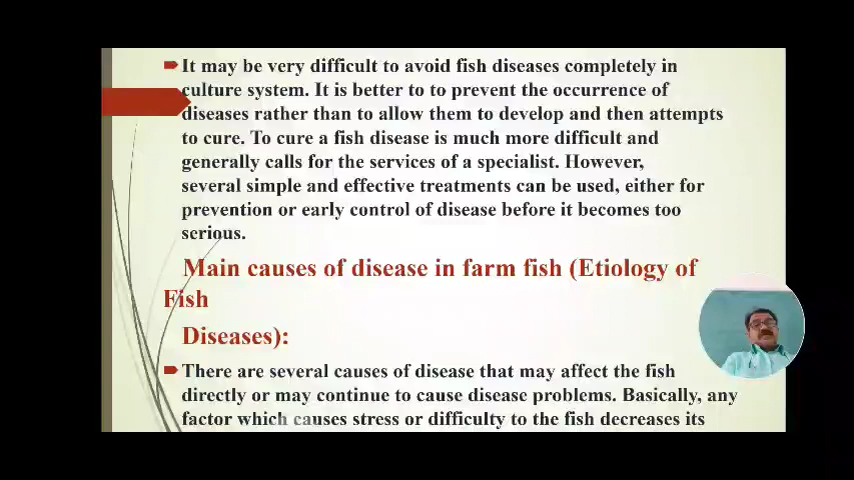 It may be very difficult to avoid fish diseases completely in
culture system. It is better to to prevent the occurrence of
diseases rather than to allow them to develop and then attempts
to cure. To cure a fish disease is much more difficult and
generally calls for the services of a specialist. However,
several simple and effective treatments can be used, either for
prevention or early control of disease before it becomes too
serious.
Main causes of disease in farm fish (Etiology of
Fish
Diseases):
There are several causes of disease that may affect the fish
directly or may continue to cause disease problems. Basically, any
factor which causes stress or difficulty to the fish decreases its